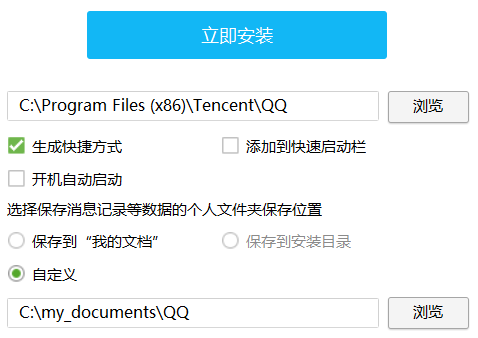 立即安装
C:\Program Files (x86)\Tencent\QQ 浏览
生成快捷方式 添加到快速启动栏
开机自动启动
选择保存消息记录等数据的个人文件夹保存位置
保存到“我的文档” 保存到安装目录
自定义
C:\my_documents\QQ 浏览